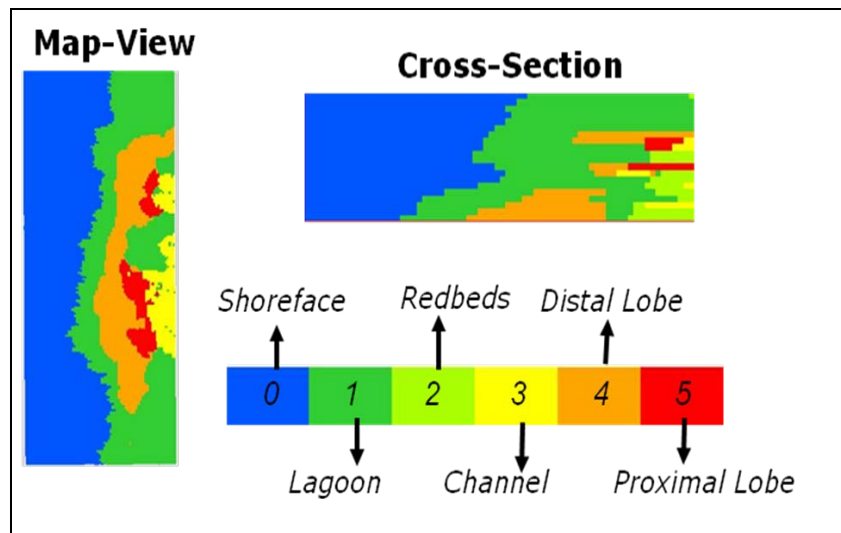 Map-View
Cross-Section
Shoreface
Redbeds
Distal Lobe
0 1 2 3 4 5
Lagoon
Channel
Proximal Lobe